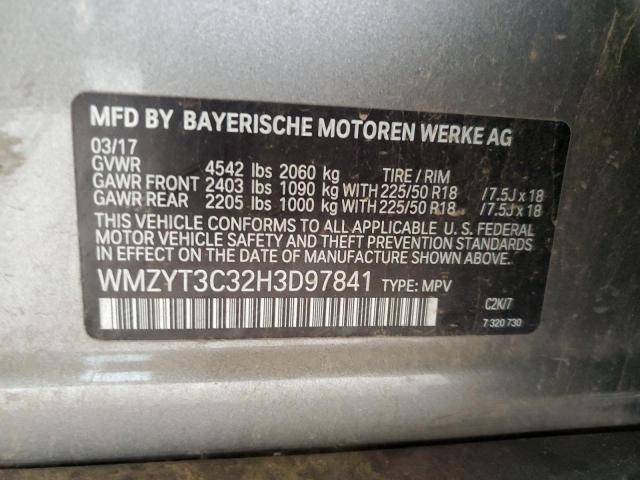 MFD BY BAYERISCHE MOTOREN WERKE AG
03/17
GVWR 4542 lbs 2060 kg TIRE / RIM
GAWR FRONT 2403 lbs 1090 kg WITH 225/50 R18 /7.5J x 18
GAWR REAR 2205 lbs 1000 kg WITH 225/50 R18 /7.5J x 18
THIS VEHICLE CONFORMS TO ALL APPLICABLE U. S. FEDERAL
MOTOR VEHICLE SAFETY AND THEFT PREVENTION STANDARDS
IN EFFECT ON THE DATE OF MANUFACTURE SHOWN ABOVE.
WMZYT3C32H3D97841 TYPE: MPV
C2K/7
7 320 730